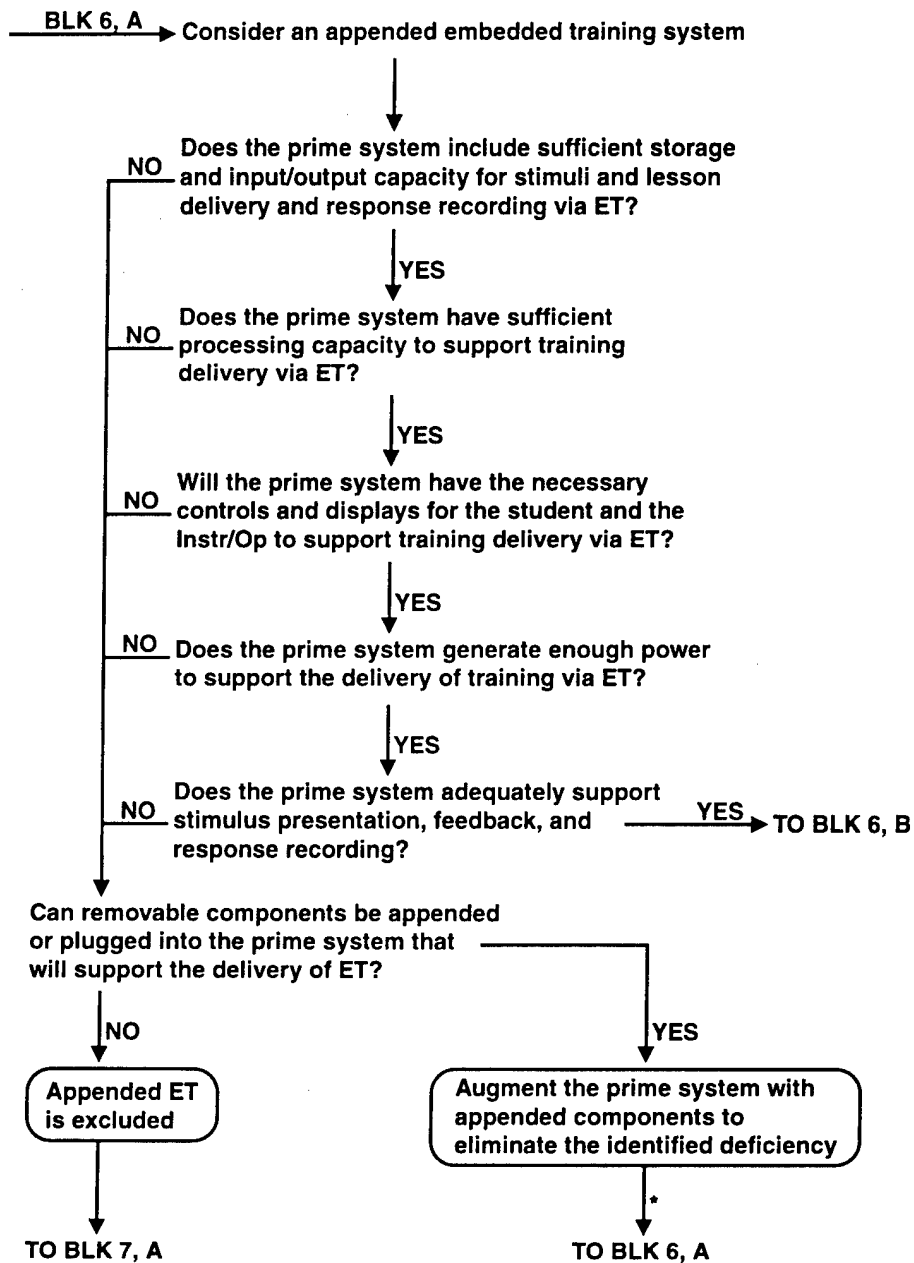 BLK 6, A
Consider an appended embedded training system
Does the prime system include sufficient storage
NO
and input/output capacity for stimuli and lesson
delivery and response recording via ET?
YES
Does the prime system have sufficient
NO
processing capacity to support training
delivery via ET?
YES
Will the prime system have the necessary
NO
controls and displays for the student and the
Instr/Op to support training delivery via ET?
YES
NO
Does the prime system generate enough power
to support the delivery of training via ET?
YES
Does the prime system adequately support
NO
stimulus presentation, feedback, and
response recording?
YES
TO BLK 6, B
Can removable components be appended
or plugged into the prime system that
will support the delivery of ET?
NO
YES
Appended ET
is excluded
Augment the prime system with
appended components to
eliminate the identified deficiency
*
TO BLK 7, A
TO BLK 6, A